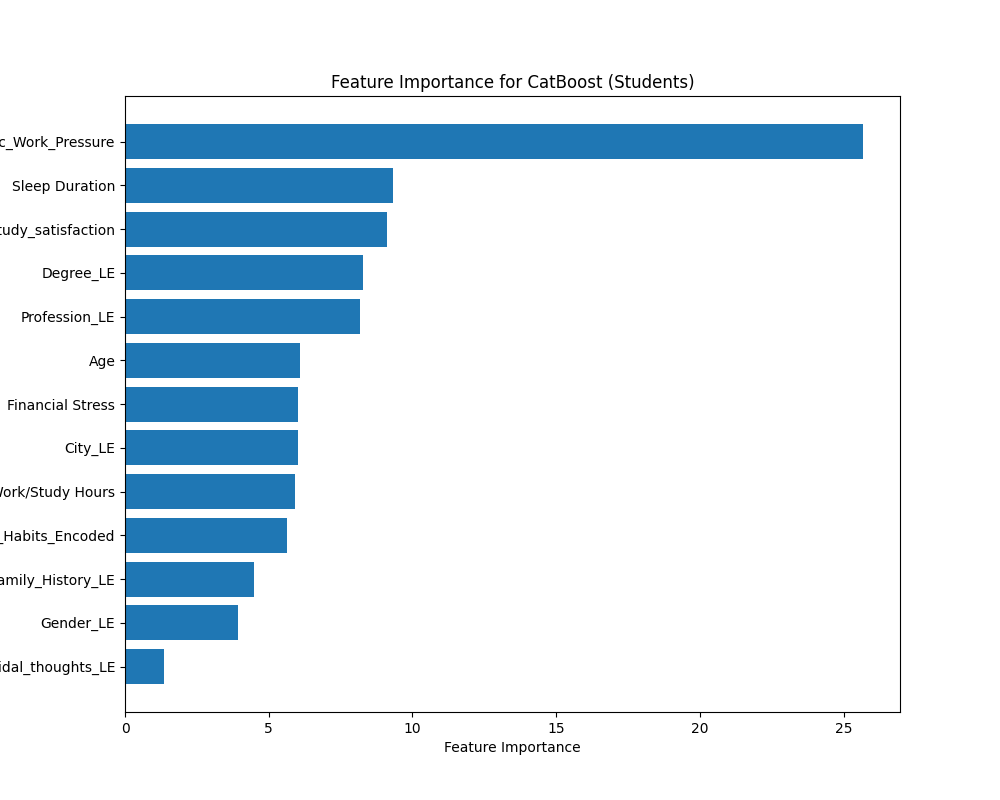 Feature Importance for CatBoost (Students)
c_Work_Pressure
Sleep Duration
tudy_satisfaction
Degree_LE
Profession_LE
Age
Financial Stress
City_LE
Work/Study Hours
_Habits_Encoded
amily_History_LE
Gender_LE
idal_thoughts_LE
0 5 10 15 20 25
Feature Importance